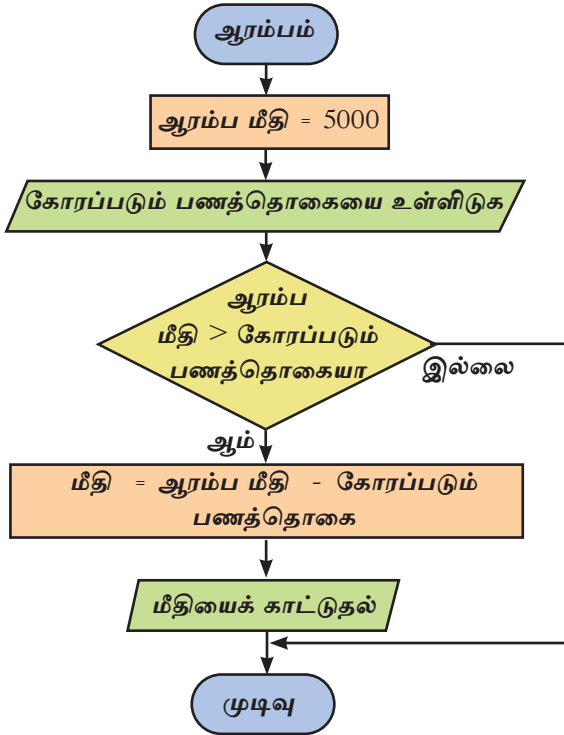 ஆரம்பம்
ஆரம்ப மீதி = 5000
கோரப்படும் பணத்தொகையை உள்ளிடுக
ஆரம்ப
மீதி > கோரப்படும்
பணத்தொகையா
இல்லை
ஆம்
மீதி = ஆரம்ப மீதி - கோரப்படும்
பணத்தொகை
மீதியைக் காட்டுதல்
முடிவு